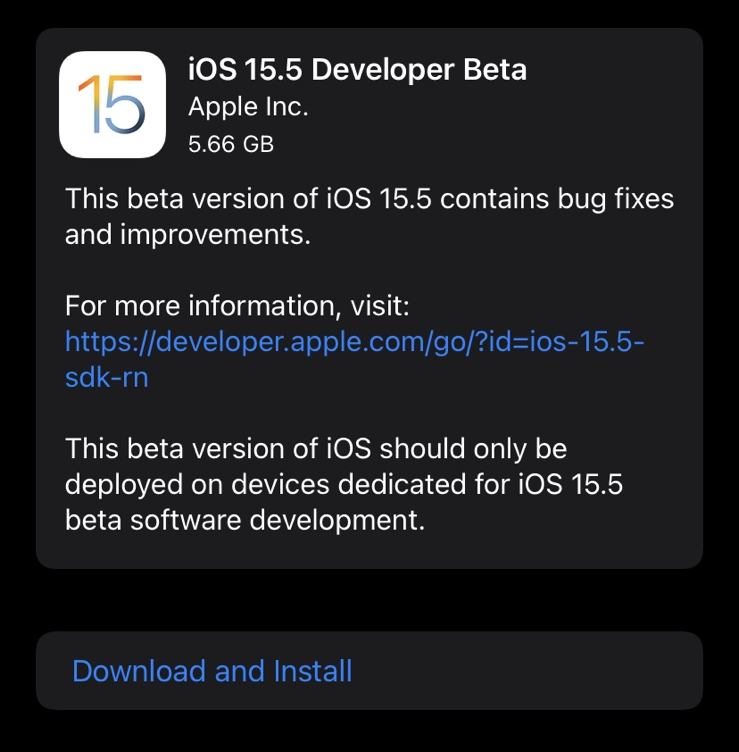 15
iOS 15.5 Developer Beta
Apple Inc.
5.66 GB
This beta version of iOS 15.5 contains bug fixes
and improvements.
For more information, visit:
https://developer.apple.com/go/?id=ios-15.5-
sdk-rn
This beta version of iOS should only be
deployed on devices dedicated for iOS 15.5
beta software development.
Download and Install